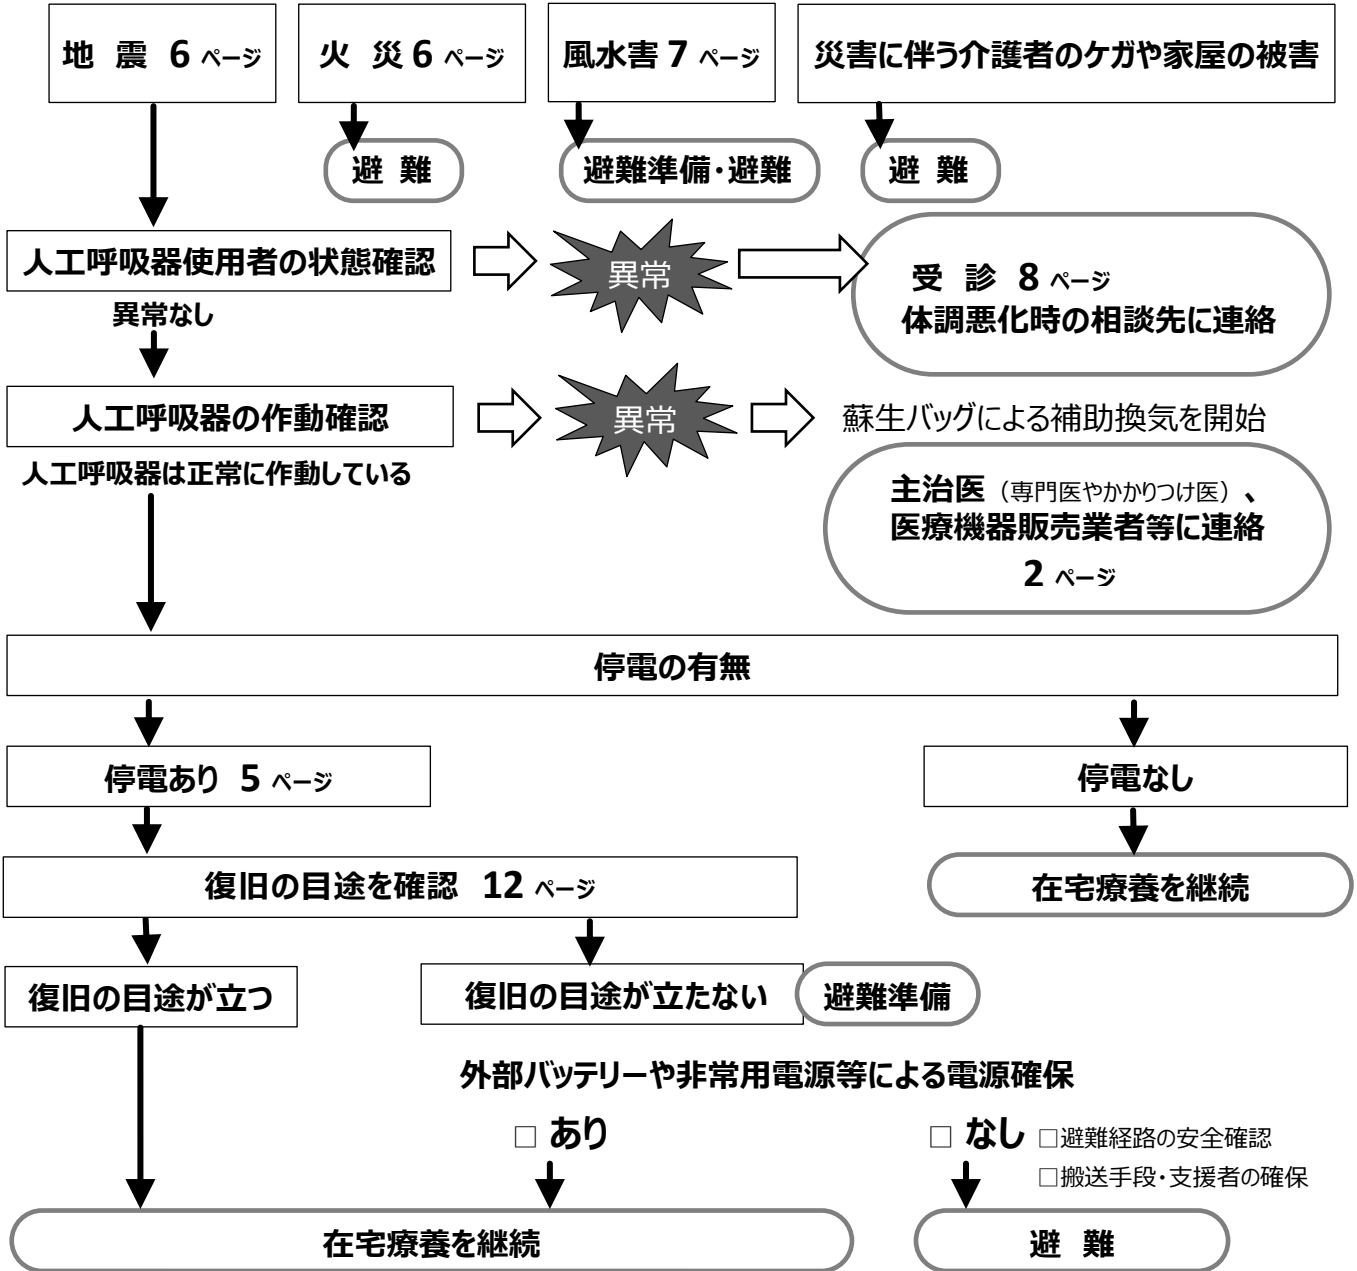 地 震 6 ページ
火 災 6 ページ
風水害 7 ページ
災害に伴う介護者のケガや家屋の被害
避 難
避難準備・避難
避 難
人工呼吸器使用者の状態確認
異常
受 診 8 ページ
体調悪化時の相談先に連絡
異常なし
人工呼吸器の作動確認
異常
蘇生バッグによる補助換気を開始
人工呼吸器は正常に作動している
主治医（専門医やかかりつけ医）、
医療機器販売業者等に連絡
2 ページ
停電の有無
停電あり 5 ページ
停電なし
復旧の目途を確認 12 ページ
在宅療養を継続
復旧の目途が立つ
復旧の目途が立たない
避難準備
外部バッテリーや非常用電源等による電源確保
□ あり
□ なし □避難経路の安全確認
□搬送手段・支援者の確保
在宅療養を継続
避 難